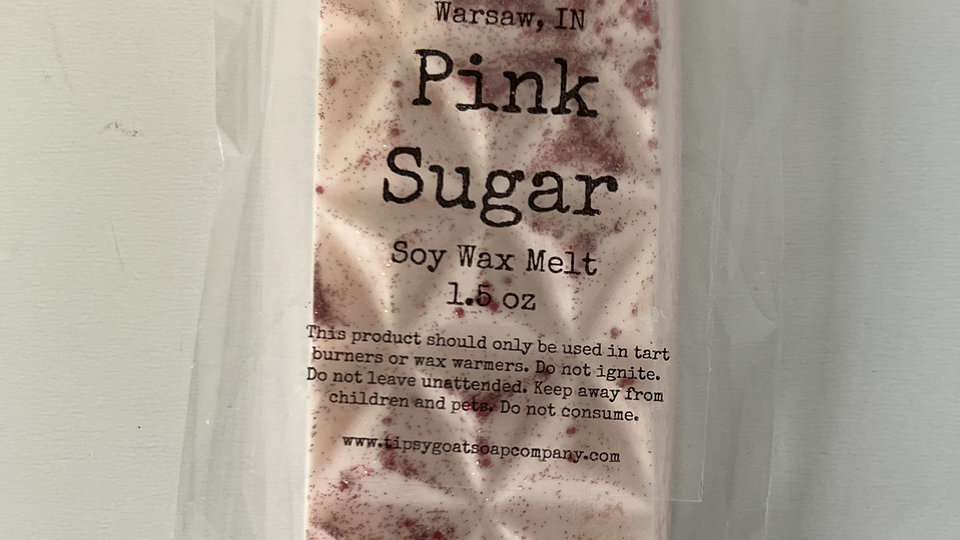 Warsaw, IN
Pink
Sugar
Soy Wax Melt
1.5 oz
This product should only be used in tart
burners or wax warmers. Do not ignite.
Do not leave unattended. Keep away from
children and pets. Do not consume.
www.tipsygoatsoapcompany.com